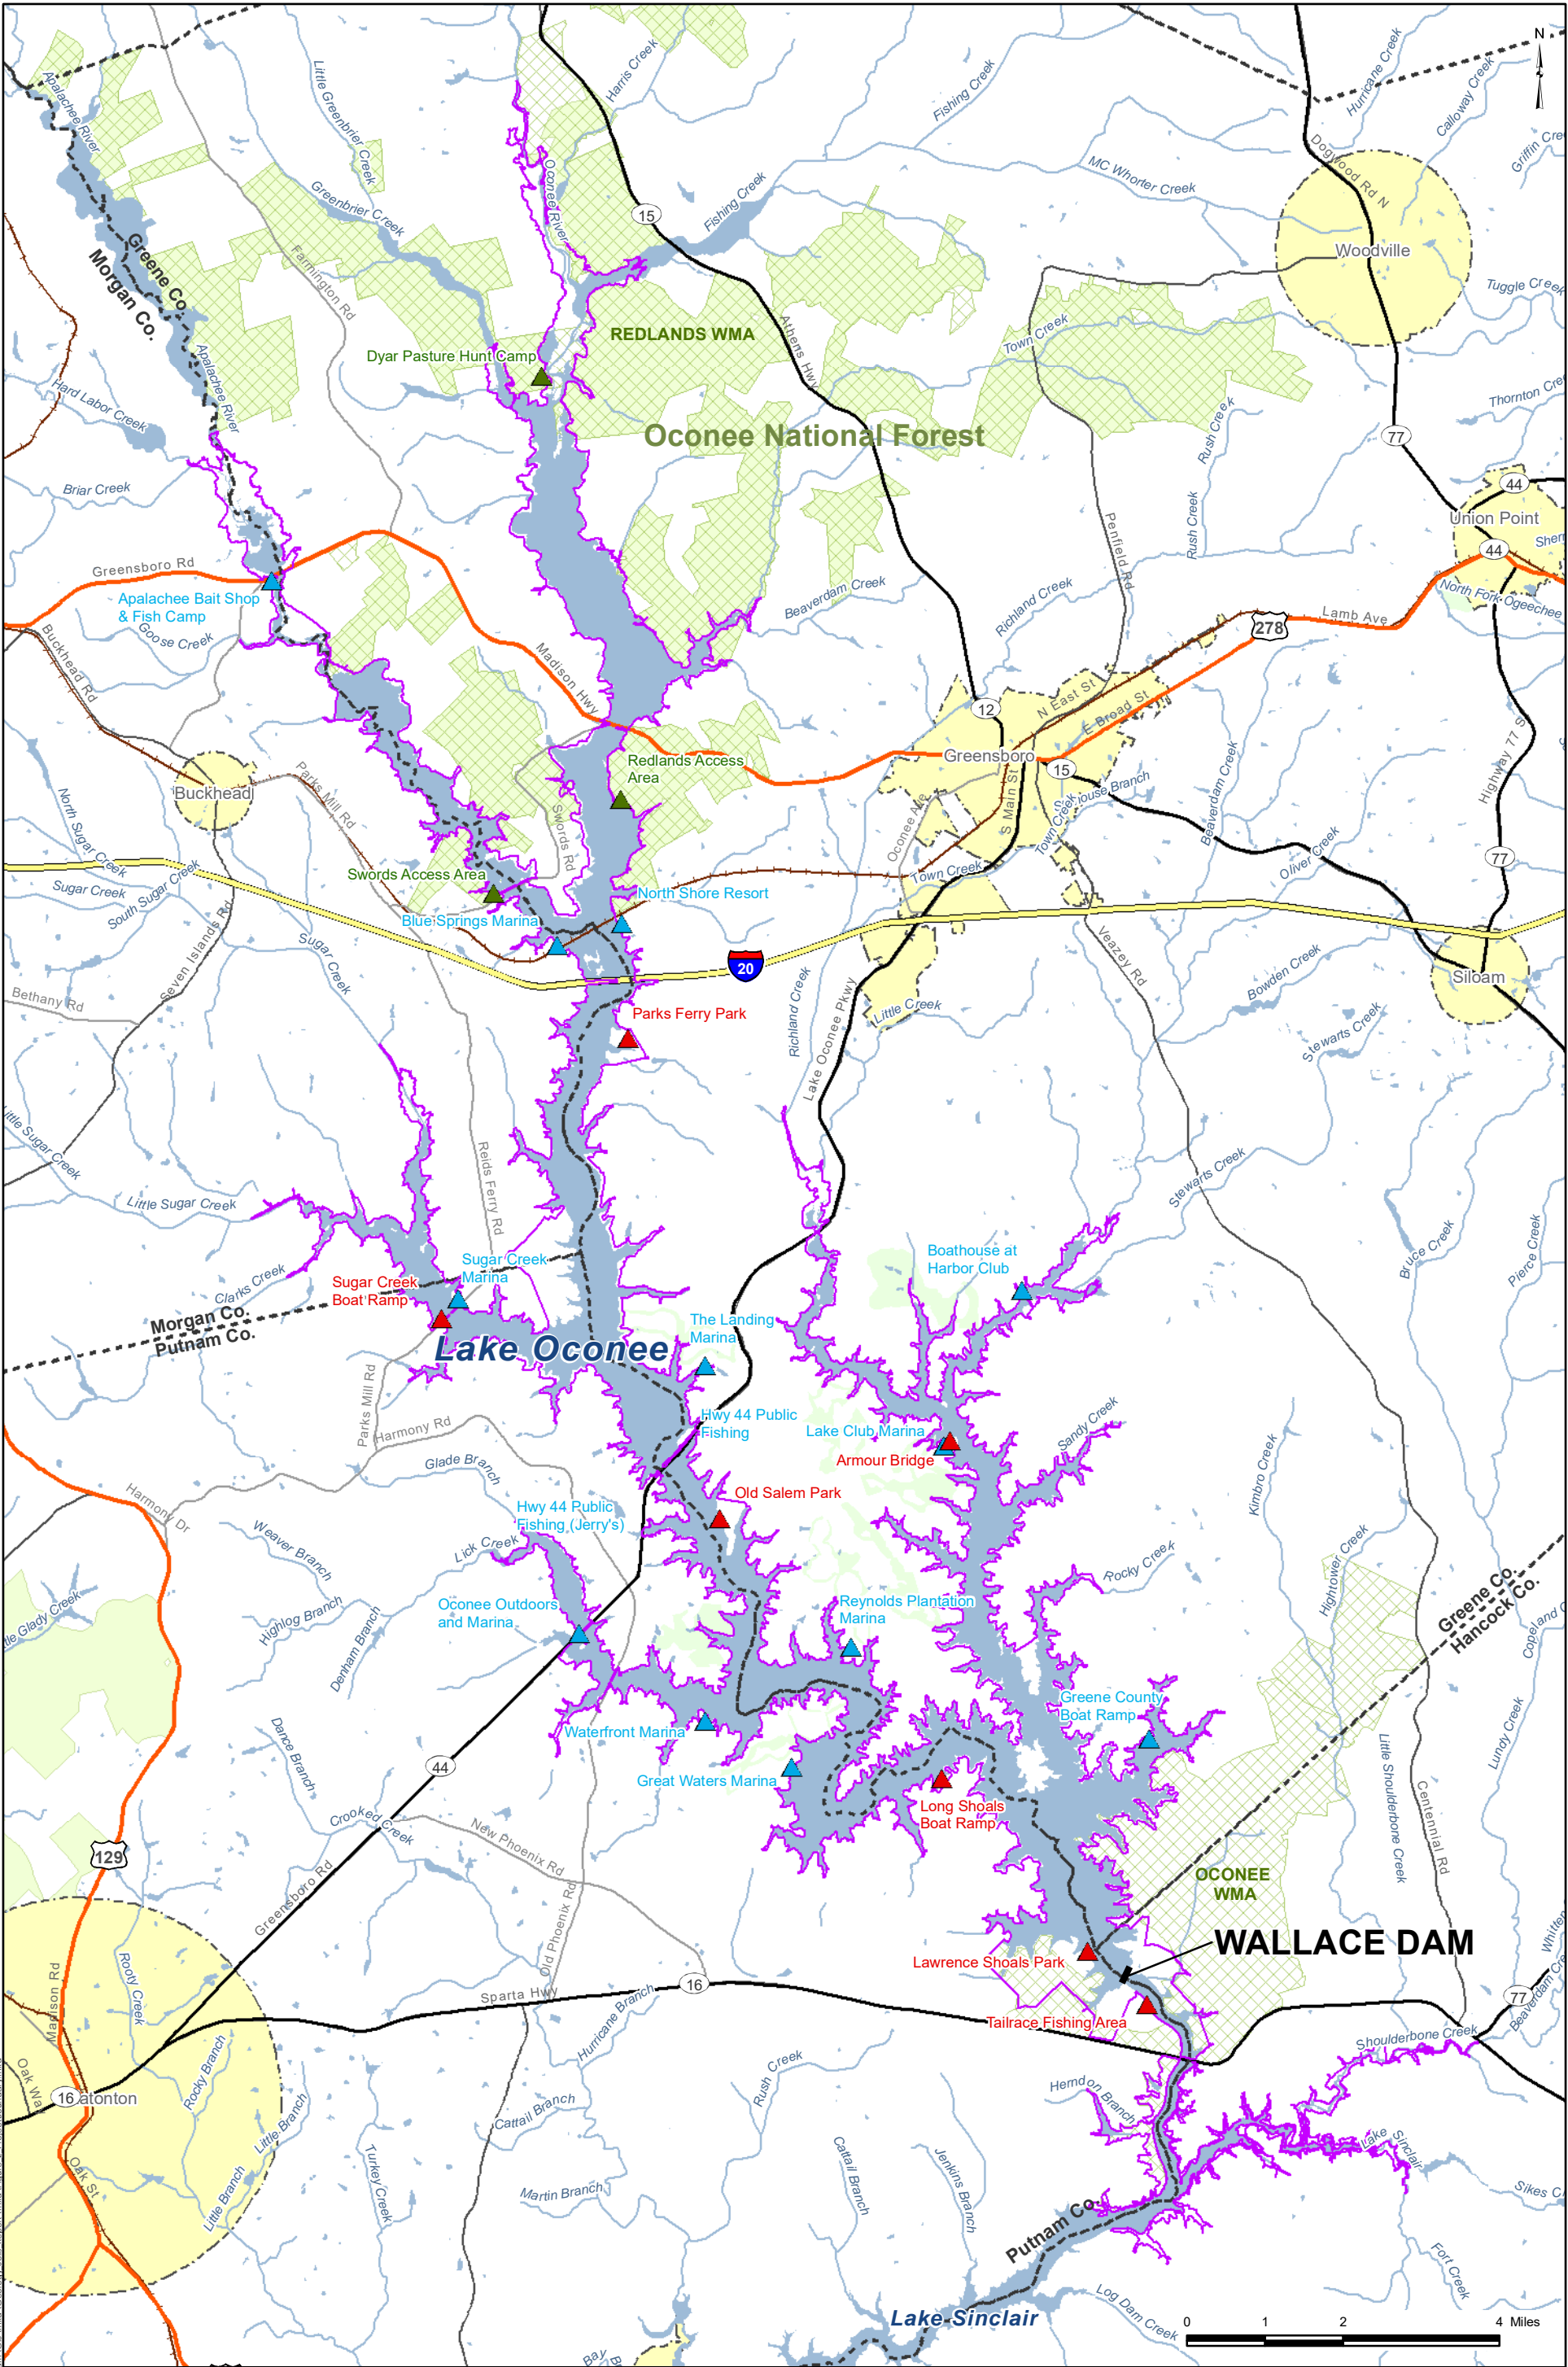 N
Harris Creek
Hurricane Creek
Calloway Creek
Fishing Creek
Little Greenbrier Creek
Apalachee River
Dogwood Rd N
MC Whorter Creek
Oconee River
Fishing Creek
Greenbrier Creek
15
Woodville
Greene Co.
Morgan Co.
Farmington Rd
Tuggle Creek
REDLANDS WMA
Town Creek
Dyar Pasture Hunt Camp
Athens Hwy
Apalachee River
Hard Labor Creek
Rush Creek
Oconee National Forest
77
Briar Creek
44
Union Point
Rush Creek
Penfield Rd
44
Greensboro Rd
Apalachee Bait Shop
& Fish Camp
Beaverdam Creek
Richland Creek
North Fork Ogeechee
Goose Creek
Lamb Ave
278
Buckhead Rd
Madison Hwy
12
N East St
E Broad St
Greensboro
15
Highway 77 S
Redlands Access
Area
Buckhead
Parks Mill Rd
Swords Rd
S Main St
Oconee Ave
Town Creek
Beaverdam Creek
North Sugar Creek
Oliver Creek
77
Sugar Creek
South Sugar Creek
Swords Access Area
Town Creek
North Shore Resort
Blue Springs Marina
Seven Islands Rd
Sugar Creek
20
Veazey Rd
Bowden Creek
Siloam
Bethany Rd
Richland Creek
Little Creek
Parks Ferry Park
Lake Oconee Pkwy
Stewarts Creek
Little Sugar Creek
Reids Ferry Rd
Stewarts Creek
Little Sugar Creek
Bruce Creek
Pierce Creek
Clarks Creek
Sugar Creek
Marina
Boathouse at
Harbor Club
Sugar Creek
Boat Ramp
Morgan Co.
Putnam Co.
The Landing
Marina
Lake Oconee
Parks Mill Rd
Harmony Rd
Hwy 44 Public
Fishing
Lake Club Marina
Sandy Creek
Armour Bridge
Glade Branch
Kimbro Creek
Harmony Dr
Old Salem Park
Hwy 44 Public
Fishing (Jerry's)
Weaver Branch
Lick Creek
Rocky Creek
Hightower Creek
Highlog Branch
Denham Branch
Oconee Outdoors
and Marina
Reynolds Plantation
Marina
Greene Co.
Hancock Co.
Greene County
Boat Ramp
Waterfront Marina
Dance Branch
Lundy Creek
Little Shoulderbone Creek
44
Great Waters Marina
Long Shoals
Boat Ramp
Crooked Creek
New Phoenix Rd
Centennial Rd
129
Greensboro Rd
OCONEE
WMA
Old Phoenix Rd
WALLACE DAM
Lawrence Shoals Park
Rooty Creek
Madison Rd
16
Sparta Hwy
77
Tailrace Fishing Area
Hurricane Branch
Shoulderbone Creek
Rocky Branch
Rush Creek
Herndon Branch
16
atonton
Cattail Branch
Little Branch
Lake Sinclair
Turkey Creek
Cattail Branch
Jenkins Branch
Oak St
Martin Branch
Little Branch
Putnam Co.
Fort Creek
Log Dam Creek
Lake Sinclair
0 1 2 4 Miles